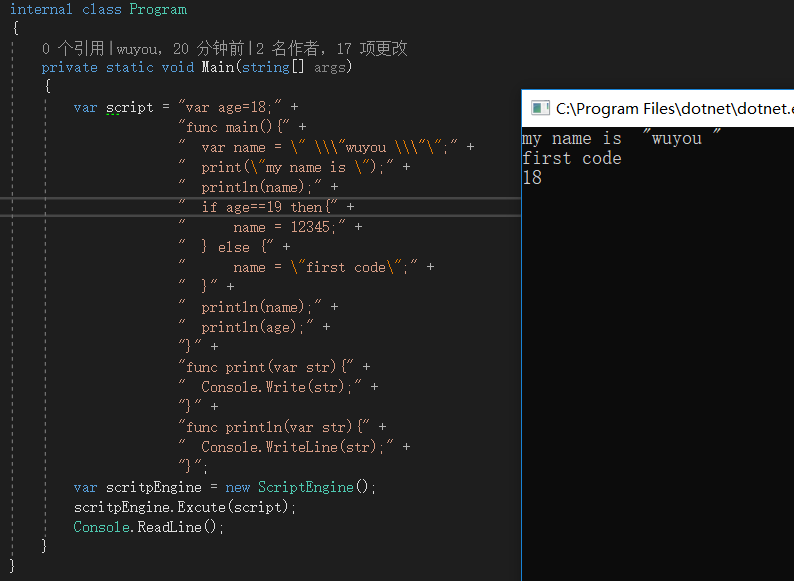 internal class Program
{
0 个引用|wuyou，20 分钟前|2 名作者，17 项更改
private static void Main(string[] args)
{
var script = "var age=18;" +
"func main(){" +
"  var name = \" \\\"wuyou \\\"\";" +
"  print(\"my name is \");" +
"  println(name);" +
"  if age==19 then{" +
"      name = 12345;" +
"  } else {" +
"      name = \"first code\";" +
"  }" +
"  println(name);" +
"  println(age);" +
"}" +
"func print(var str){" +
"  Console.Write(str);" +
"}" +
"func println(var str){" +
"  Console.WriteLine(str);" +
"}";
var scritpEngine = new ScriptEngine();
scritpEngine.Excute(script);
Console.ReadLine();
}
}
C:\Program Files\dotnet\dotnet.e
my name is  "wuyou "
first code
18